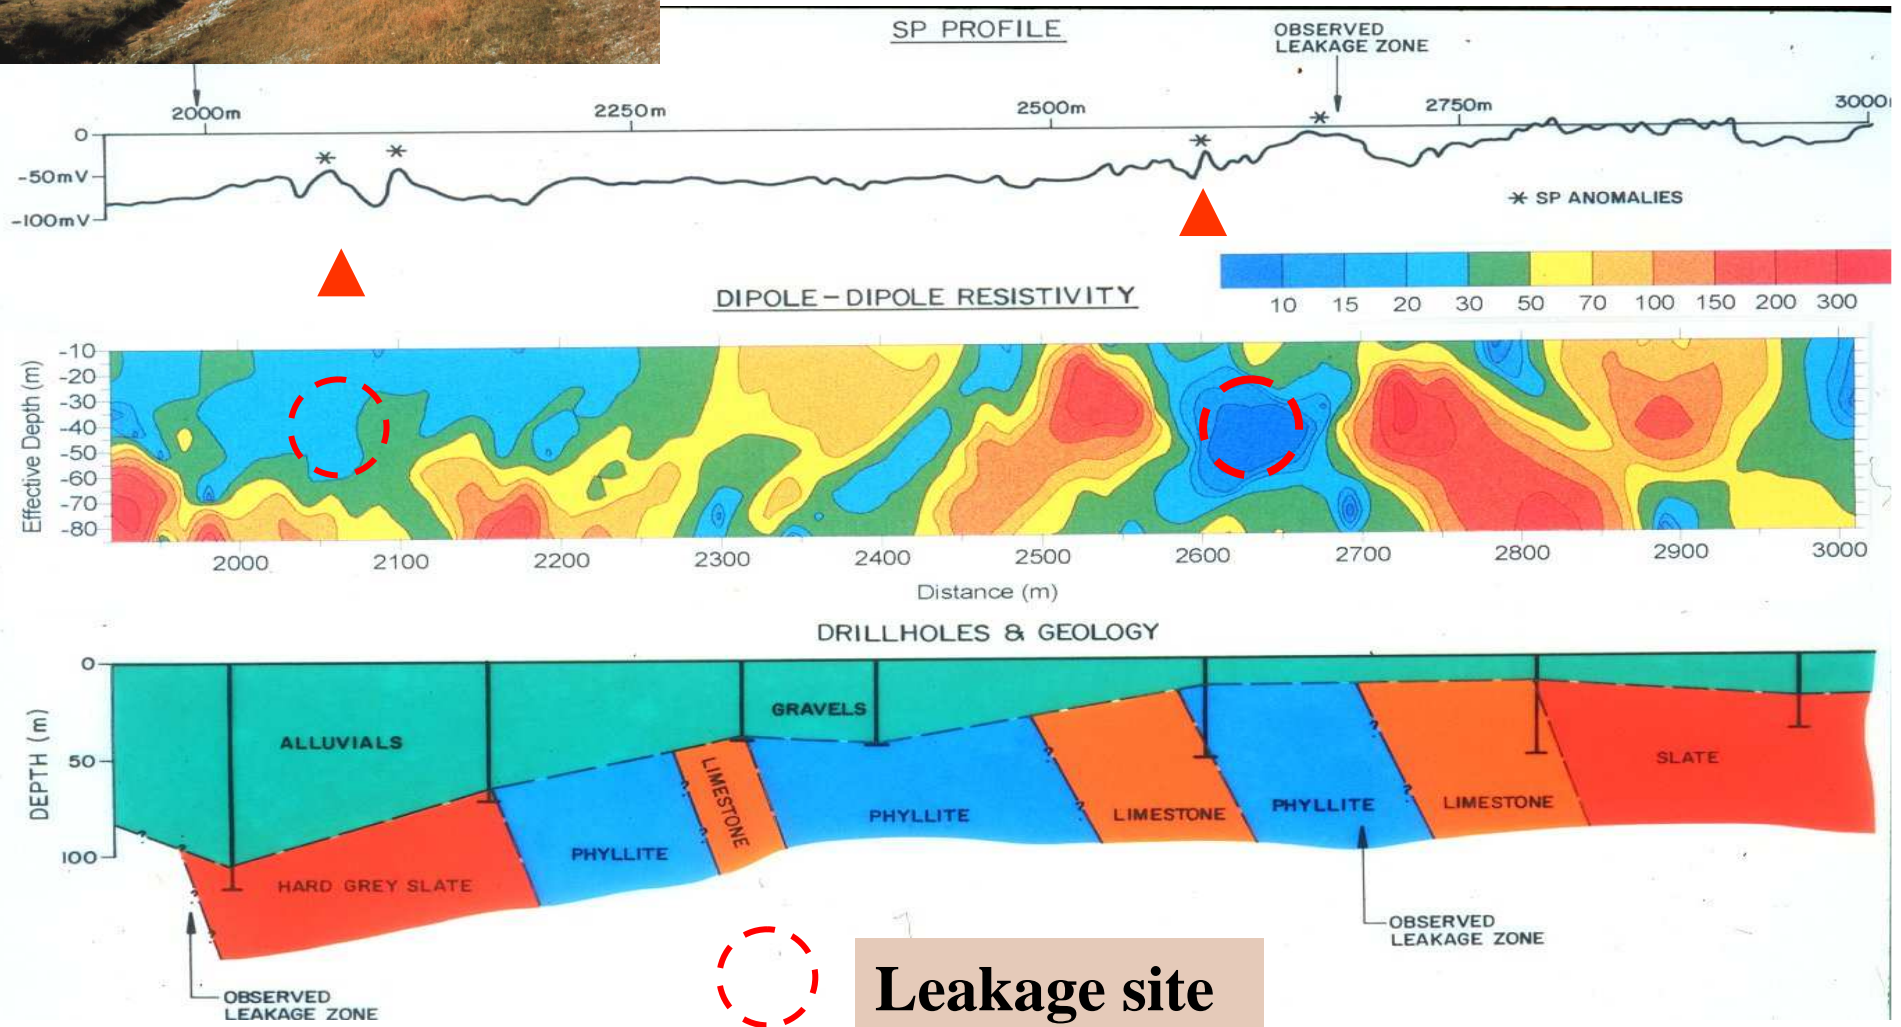 SP PROFILE
OBSERVED
LEAKAGE ZONE
2000m 2250m 2500m 2750m 3000
0
-50mV
-100mV
* SP ANOMALIES
DIPOLE-DIPOLE RESISTIVITY
10 15 20 30 50 70 100 150 200 300
Effective Depth (m)
-10
-20
-30
-40
-50
-60
-70
-80
2000 2100 2200 2300 2400 2500 2600 2700 2800 2900 3000
Distance (m)
DRILLHOLES & GEOLOGY
DEPTH (m)
0
50
100
ALLUVIALS
GRAVELS
HARD GREY SLATE
PHYLLITE
LIMESTONE
PHYLLITE
LIMESTONE
PHYLLITE
LIMESTONE
SLATE
? ? ? ? ? ? ? ? ? ?
OBSERVED
LEAKAGE ZONE
OBSERVED
LEAKAGE ZONE
Leakage site